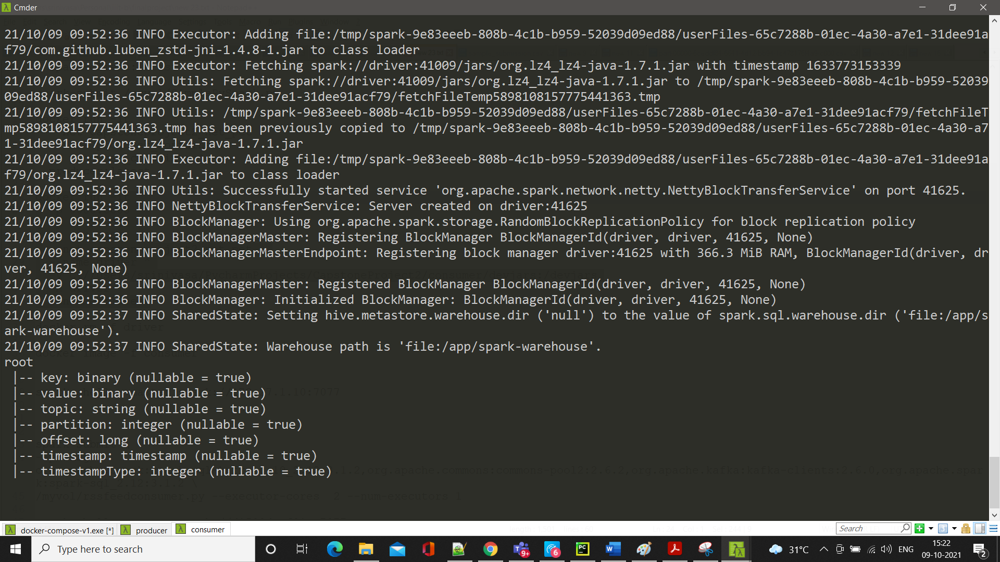 Cmder
21/10/09 09:52:36 INFO Executor: Adding file:/tmp/spark-9e83eeeb-808b-4c1b-b959-52039d09ed88/userFiles-65c7288b-01ec-4a30-a7e1-31dee91a
f79/com.github.luben_zstd-jni-1.4.8-1.jar to class loader
21/10/09 09:52:36 INFO Executor: Fetching spark://driver:41009/jars/org.lz4_lz4-java-1.7.1.jar with timestamp 1633773153339
21/10/09 09:52:36 INFO Utils: Fetching spark://driver:41009/jars/org.lz4_lz4-java-1.7.1.jar to /tmp/spark-9e83eeeb-808b-4c1b-b959-52039
09ed88/userFiles-65c7288b-01ec-4a30-a7e1-31dee91acf79/fetchFileTemp5898108157775441363.tmp
21/10/09 09:52:36 INFO Utils: /tmp/spark-9e83eeeb-808b-4c1b-b959-52039d09ed88/userFiles-65c7288b-01ec-4a30-a7e1-31dee91acf79/fetchFileT
mp5898108157775441363.tmp has been previously copied to /tmp/spark-9e83eeeb-808b-4c1b-b959-52039d09ed88/userFiles-65c7288b-01ec-4a30-a7
1-31dee91acf79/org.lz4_lz4-java-1.7.1.jar
21/10/09 09:52:36 INFO Executor: Adding file:/tmp/spark-9e83eeeb-808b-4c1b-b959-52039d09ed88/userFiles-65c7288b-01ec-4a30-a7e1-31dee91a
f79/org.lz4_lz4-java-1.7.1.jar to class loader
21/10/09 09:52:36 INFO Utils: Successfully started service 'org.apache.spark.network.netty.NettyBlockTransferService' on port 41625.
21/10/09 09:52:36 INFO NettyBlockTransferService: Server created on driver:41625
21/10/09 09:52:36 INFO BlockManager: Using org.apache.spark.storage.RandomBlockReplicationPolicy for block replication policy
21/10/09 09:52:36 INFO BlockManagerMaster: Registering BlockManager BlockManagerId(driver, driver, 41625, None)
21/10/09 09:52:36 INFO BlockManagerMasterEndpoint: Registering block manager driver:41625 with 366.3 MiB RAM, BlockManagerId(driver, dr
ver, 41625, None)
21/10/09 09:52:36 INFO BlockManagerMaster: Registered BlockManager BlockManagerId(driver, driver, 41625, None)
21/10/09 09:52:36 INFO BlockManager: Initialized BlockManager: BlockManagerId(driver, driver, 41625, None)
21/10/09 09:52:37 INFO SharedState: Setting hive.metastore.warehouse.dir ('null') to the value of spark.sql.warehouse.dir ('file:/app/s
ark-warehouse').
21/10/09 09:52:37 INFO SharedState: Warehouse path is 'file:/app/spark-warehouse'.
root
|-- key: binary (nullable = true)
|-- value: binary (nullable = true)
|-- topic: string (nullable = true)
|-- partition: integer (nullable = true)
|-- offset: long (nullable = true)
|-- timestamp: timestamp (nullable = true)
|-- timestampType: integer (nullable = true)
/myvol/rssfeedconsumer.py --executor-cores 2 --num-executors 1
docker-compose-v1.exe [*] producer consumer Search
Type here to search 9+ 6 31°C ENG 15:22
09-10-2021 2